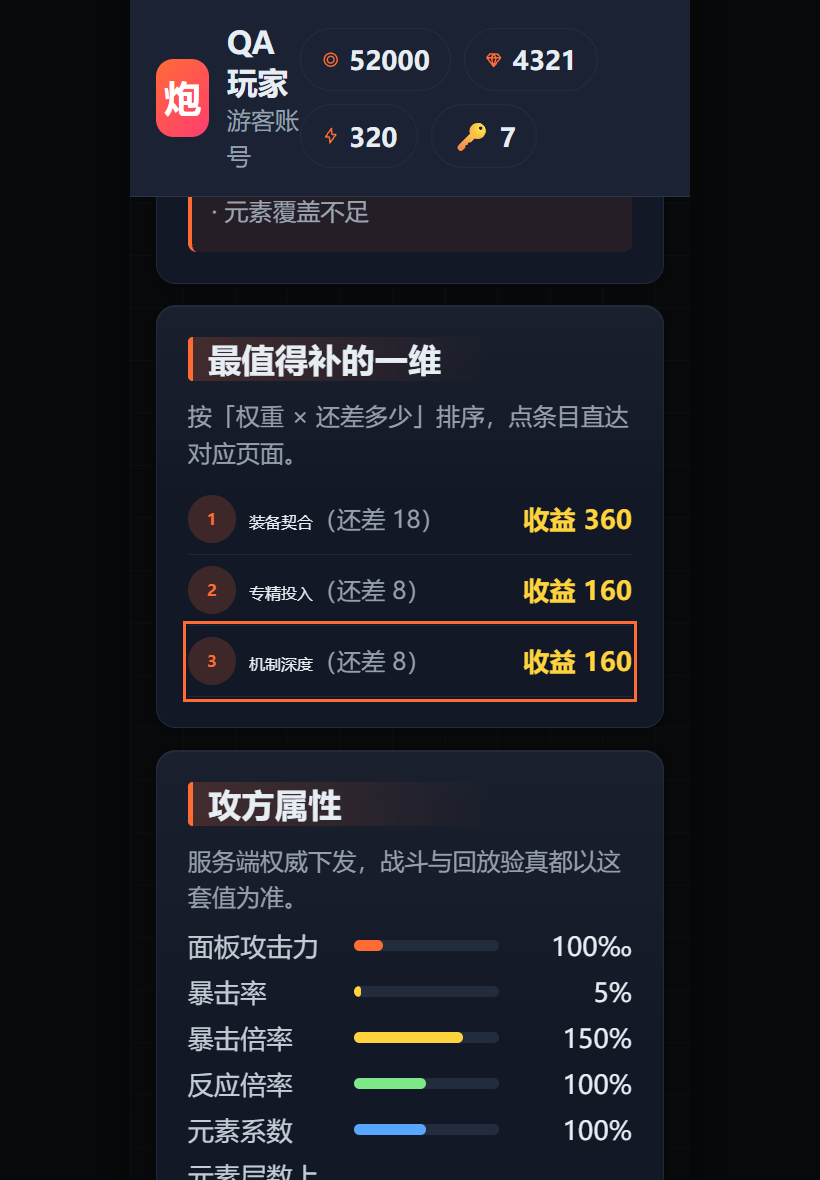 炮
QA
玩家
游客账
号
52000
4321
320
7
· 元素覆盖不足
最值得补的一维
按「权重 × 还差多少」排序，点条目直达
对应页面。
1 装备契合（还差 18） 收益 360
2 专精投入（还差 8） 收益 160
3 机制深度（还差 8） 收益 160
攻方属性
服务端权威下发，战斗与回放验真都以这
套值为准。
面板攻击力 100‰
暴击率 5%
暴击倍率 150%
反应倍率 100%
元素系数 100%
元素层数上